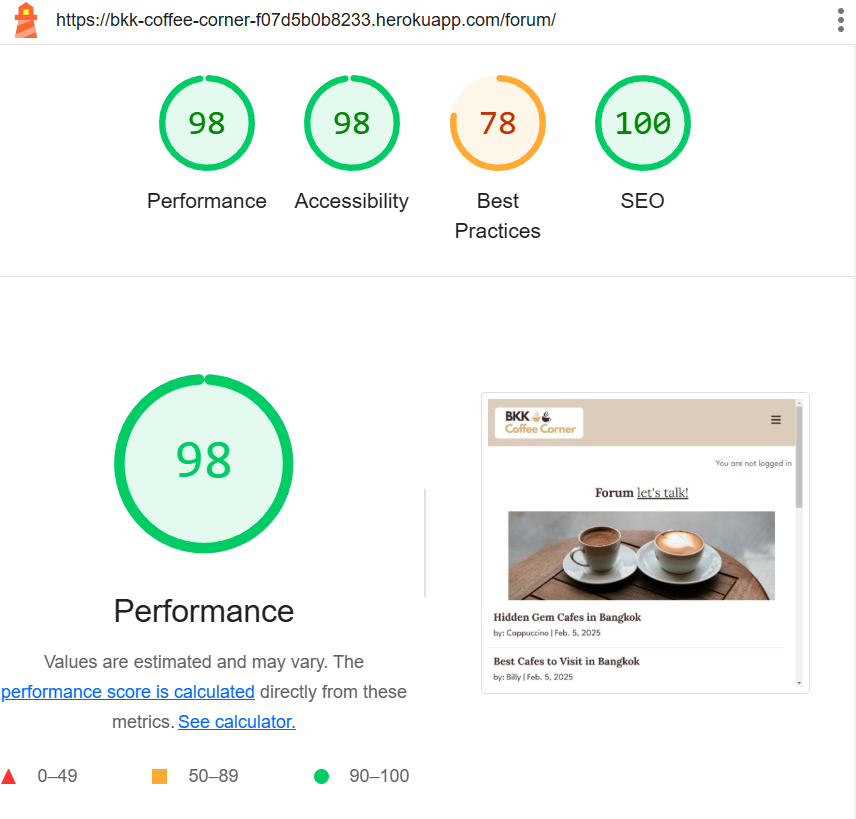 https://bkk-coffee-corner-f07d5b0b8233.herokuapp.com/forum/
98
98
78
100
Performance
Accessibility
Best
Practices
SEO
98
Performance
Values are estimated and may vary. The
performance score is calculated directly from these
metrics. See calculator.
0–49
50–89
90–100
BKK
Coffee Corner
You are not logged in
Forum let's talk!
Hidden Gem Cafes in Bangkok
by: Cappuccino | Feb. 5, 2025
Best Cafes to Visit in Bangkok
by: Billy | Feb. 5, 2025